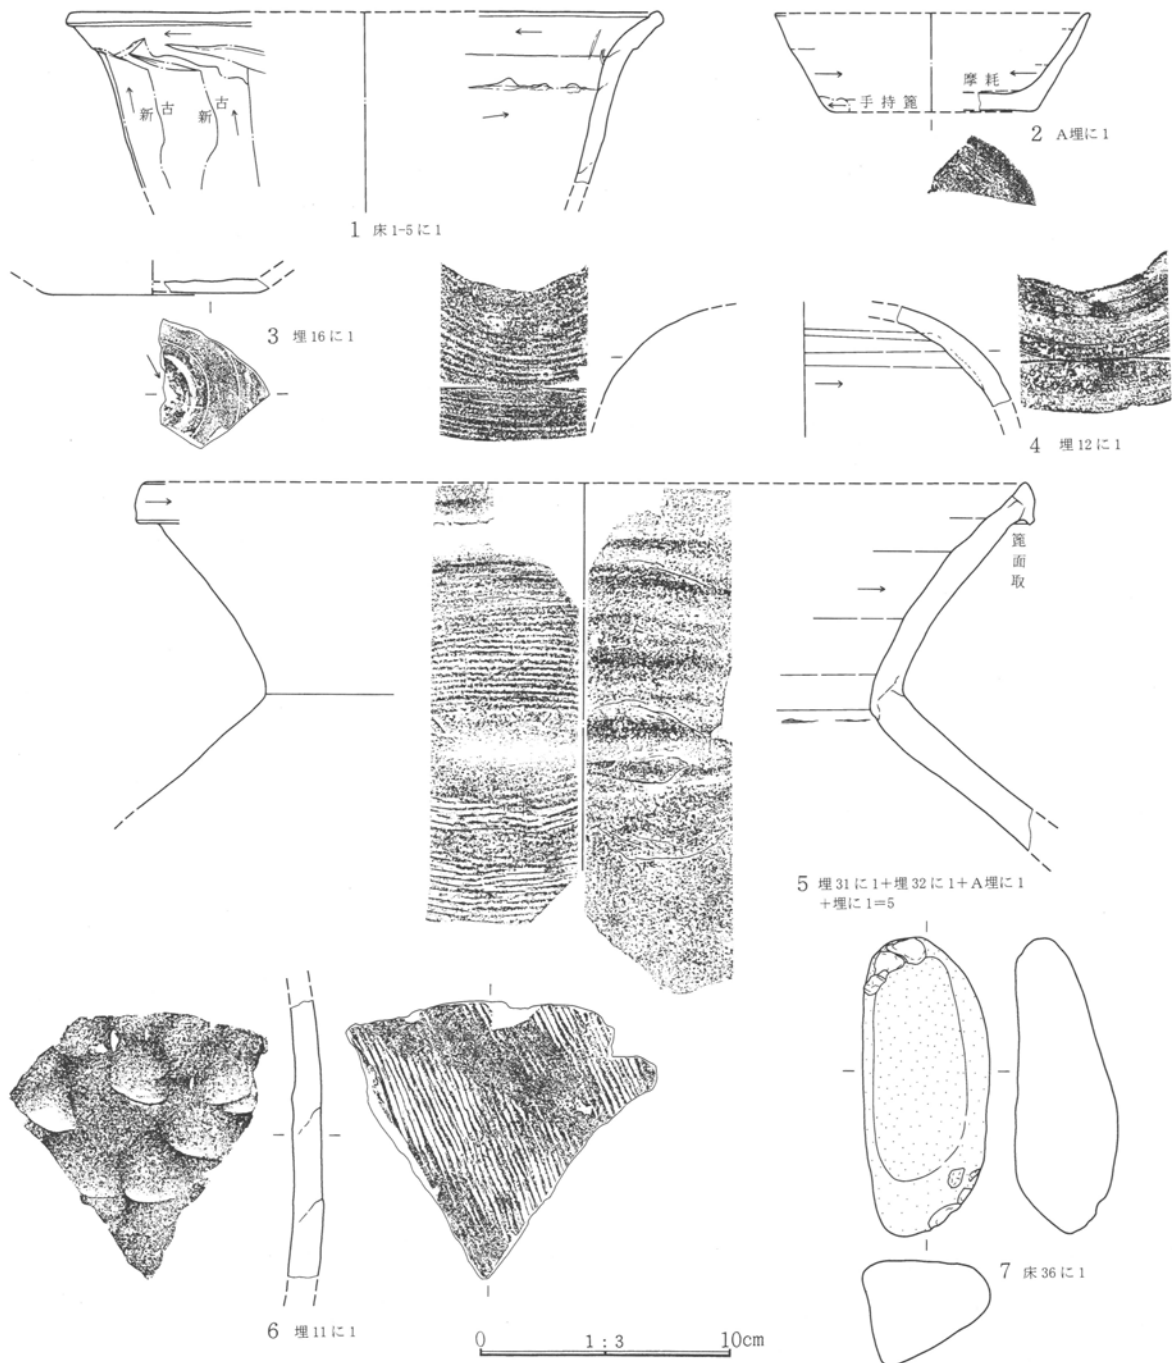 新
古
新
古
1 床1-5に1
手持篦
摩耗
2 A埋に1
3 埋16に1
4 埋12に1
篦面取
5 埋31に1+埋32に1+A埋に1
+埋に1=5
6 埋11に1
7 床36に1
0 1:3 10cm